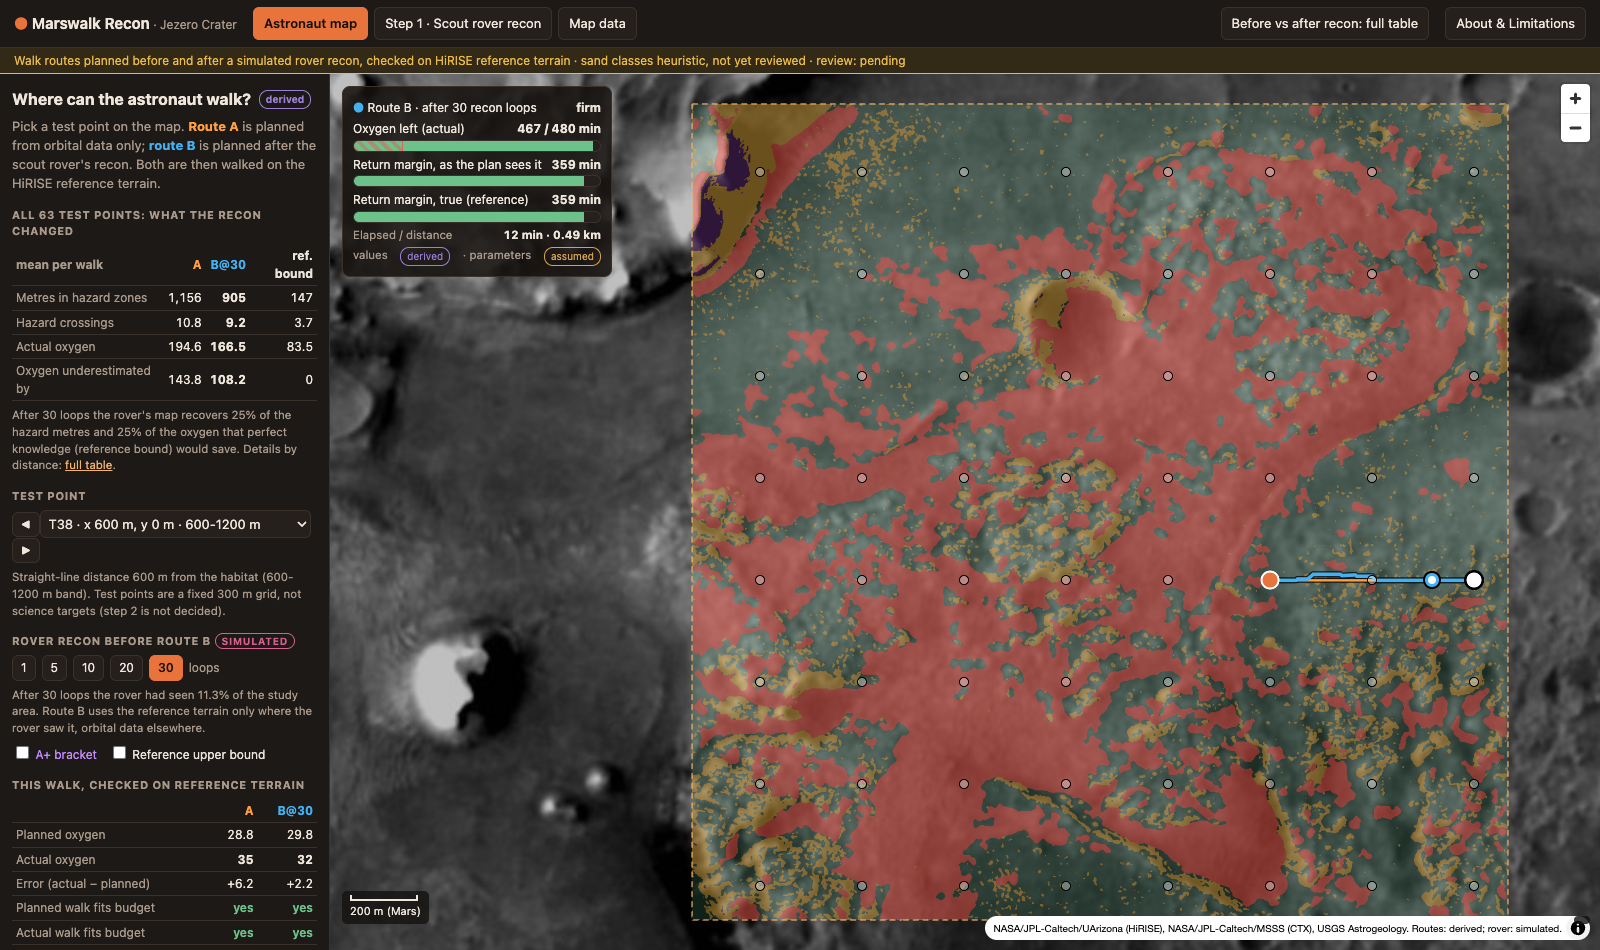 Marswalk Recon · Jezero Crater
Astronaut map
Step 1 · Scout rover recon
Map data
Before vs after recon: full table
About & Limitations
Walk routes planned before and after a simulated rover recon, checked on HiRISE reference terrain · sand classes heuristic, not yet reviewed · review: pending
Where can the astronaut walk? derived
Pick a test point on the map. Route A is planned
from orbital data only; route B is planned after the
scout rover's recon. Both are then walked on the
HiRISE reference terrain.
ALL 63 TEST POINTS: WHAT THE RECON
CHANGED
mean per walk A B@30 ref.
bound
Metres in hazard zones 1,156 905 147
Hazard crossings 10.8 9.2 3.7
Actual oxygen 194.6 166.5 83.5
Oxygen underestimated
by 143.8 108.2 0
After 30 loops the rover's map recovers 25% of the
hazard metres and 25% of the oxygen that perfect
knowledge (reference bound) would save. Details by
distance: full table.
TEST POINT
◀ T38 · x 600 m, y 0 m · 600-1200 m
▶
Straight-line distance 600 m from the habitat (600-
1200 m band). Test points are a fixed 300 m grid, not
science targets (step 2 is not decided).
ROVER RECON BEFORE ROUTE B SIMULATED
1 5 10 20 30 loops
After 30 loops the rover had seen 11.3% of the study
area. Route B uses the reference terrain only where the
rover saw it, orbital data elsewhere.
A+ bracket Reference upper bound
THIS WALK, CHECKED ON REFERENCE TERRAIN
A B@30
Planned oxygen 28.8 29.8
Actual oxygen 35 32
Error (actual − planned) +6.2 +2.2
Planned walk fits budget yes yes
Actual walk fits budget yes yes
Route B · after 30 recon loops firm
Oxygen left (actual) 467 / 480 min
Return margin, as the plan sees it 359 min
Return margin, true (reference) 359 min
Elapsed / distance 12 min · 0.49 km
values derived · parameters assumed
+
−
200 m (Mars)
NASA/JPL-Caltech/UArizona (HiRISE), NASA/JPL-Caltech/MSSS (CTX), USGS Astrogeology. Routes: derived; rover: simulated.